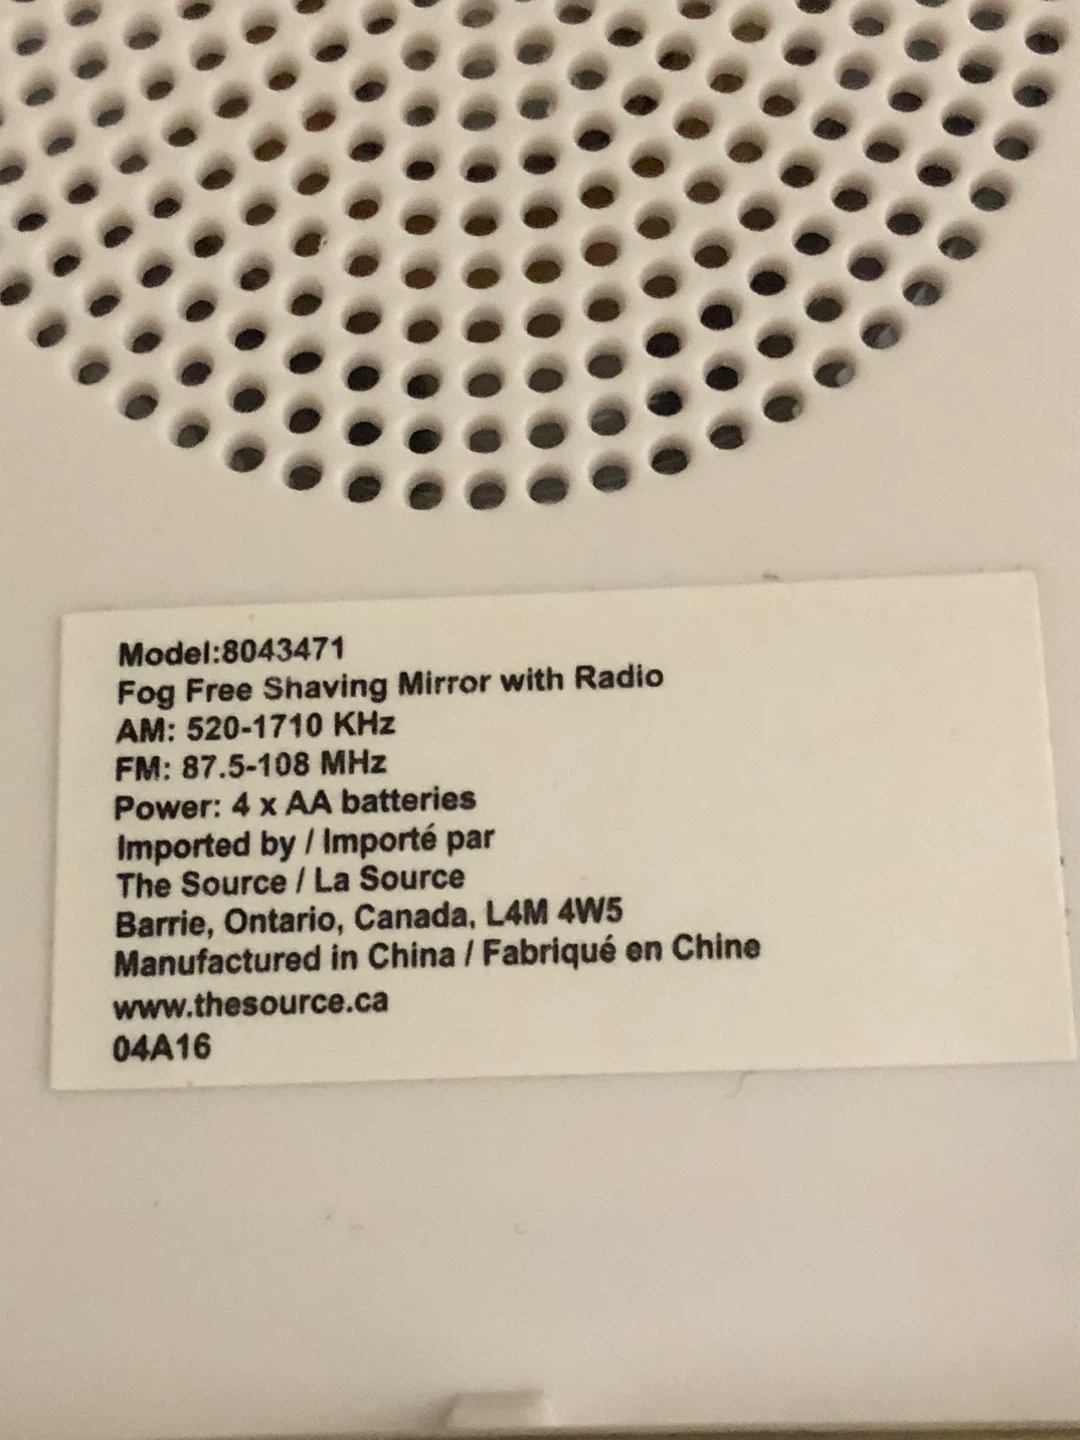 Model:8043471
Fog Free Shaving Mirror with Radio
AM: 520-1710 KHz
FM: 87.5-108 MHz
Power: 4 x AA batteries
Imported by / Importé par
The Source / La Source
Barrie, Ontario, Canada, L4M 4W5
Manufactured in China / Fabriqué en Chine
www.thesource.ca
04A16